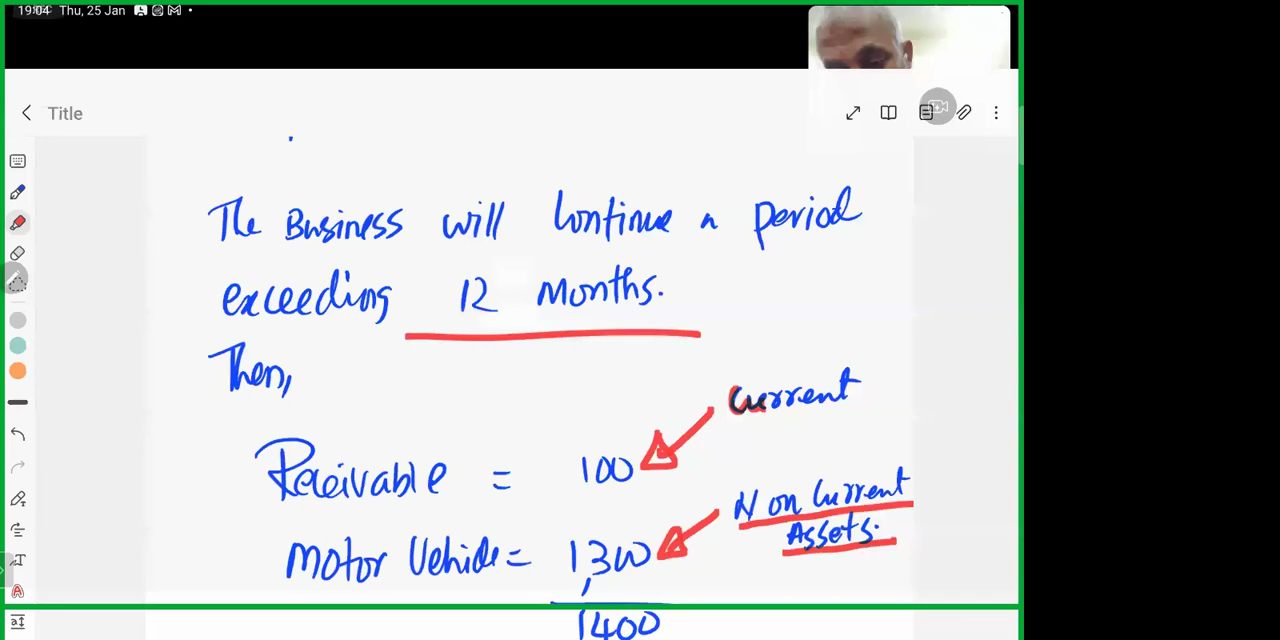 19:04 Thu, 25 Jan
Title
The Business will Continue a period
exceeding 12 Months.
Then,
Current
Receivable = 100
Non Current
Assets.
Motor Vehicle = 1,300
1400